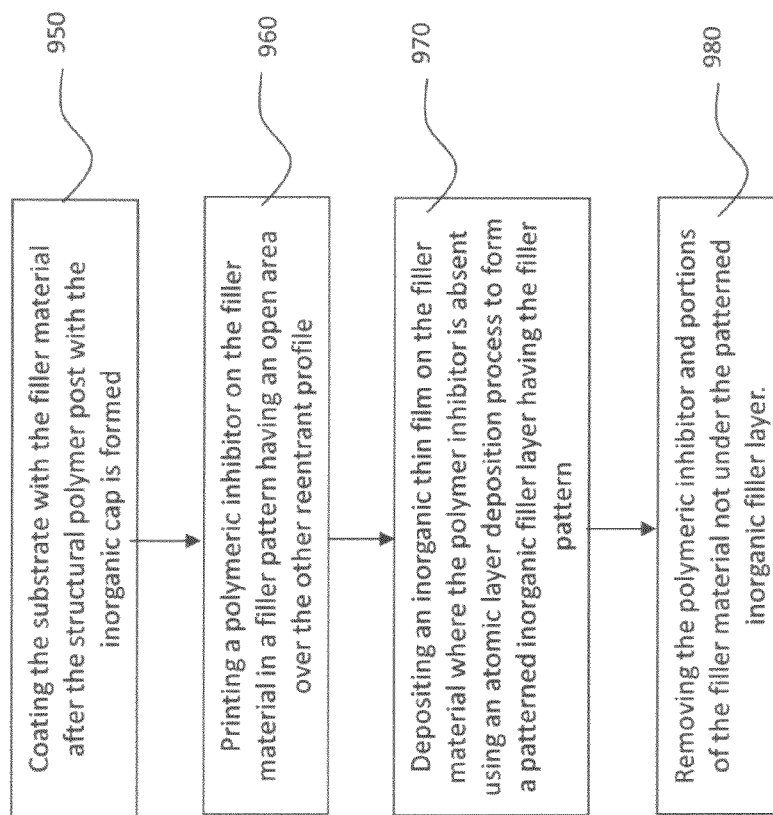 Coating the substrate with the filler material
after the structural polymer post with the
inorganic cap is formed
950
Printing a polymeric inhibitor on the filler
material in a filler pattern having an open area
over the other reentrant profile
960
Depositing an inorganic thin film on the filler
material where the polymer inhibitor is absent
using an atomic layer deposition process to form
a patterned inorganic filler layer having the filler
pattern
970
Removing the polymeric inhibitor and portions
of the filler material not under the patterned
inorganic filler layer.
980